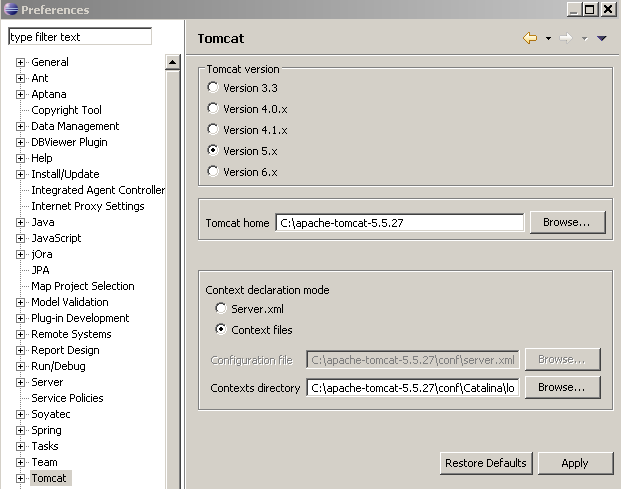 Preferences
type filter text
General
Ant
Aptana
Copyright Tool
Data Management
DBViewer Plugin
Help
Install/Update
Integrated Agent Controller
Internet Proxy Settings
Java
JavaScript
jOra
JPA
Map Project Selection
Model Validation
Plug-in Development
Remote Systems
Report Design
Run/Debug
Server
Service Policies
Soyatec
Spring
Tasks
Team
Tomcat
Tomcat
Tomcat version
Version 3.3
Version 4.0.x
Version 4.1.x
Version 5.x
Version 6.x
Tomcat home C:\apache-tomcat-5.5.27 Browse...
Context declaration mode
Server.xml
Context files
Configuration file C:\apache-tomcat-5.5.27\conf\server.xml Browse...
Contexts directory C:\apache-tomcat-5.5.27\conf\Catalina\lo Browse...
Restore Defaults Apply